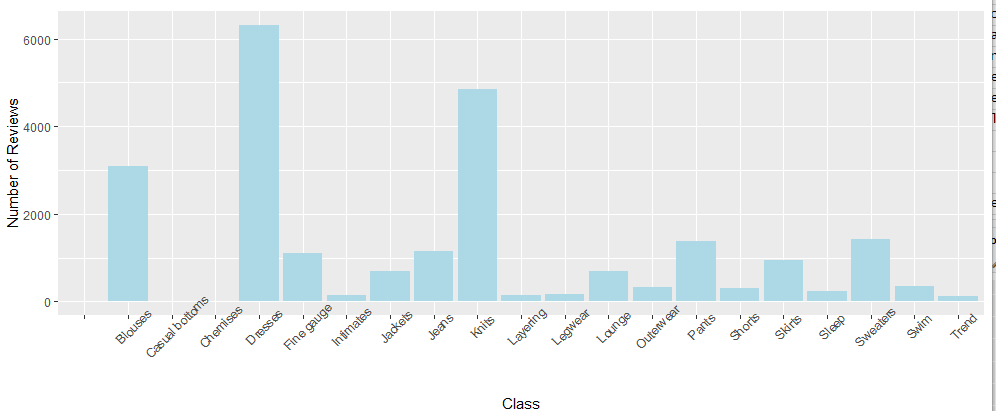 6000
4000
2000
0
Number of Reviews
Blouses
Casual bottoms
Chemises
Dresses
Fine gauge
Intimates
Jackets
Jeans
Knits
Layering
Legwear
Lounge
Outerwear
Pants
Shorts
Skirts
Sleep
Sweaters
Swim
Trend
Class